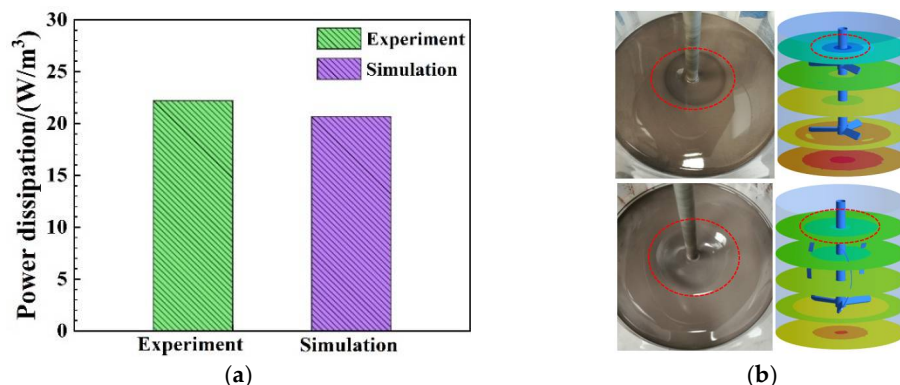 30
25
20
15
10
5
0
Power dissipation/(W/m³)
Experiment
Simulation
Experiment
Simulation
(a)
(b)